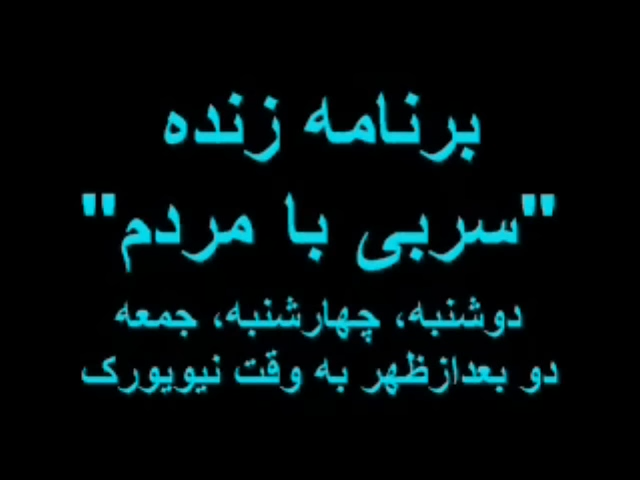 برنامه زنده
"سربی با مردم"
دوشنبه، چهارشنبه، جمعه
دو بعدازظهر به وقت نیویورک